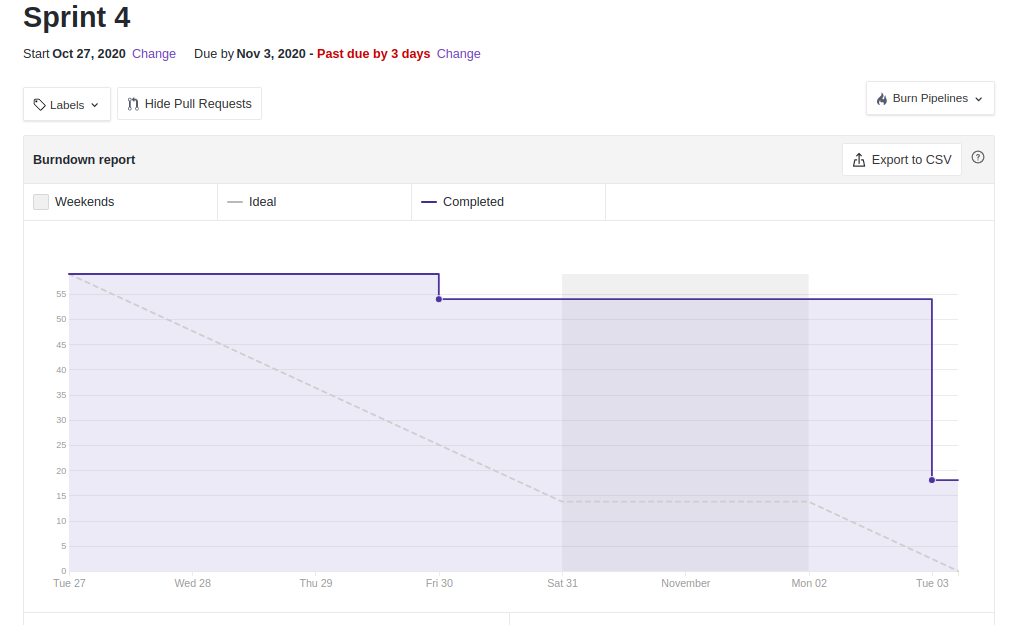 Sprint 4
Start Oct 27, 2020 Change Due by Nov 3, 2020 - Past due by 3 days Change
Labels Hide Pull Requests Burn Pipelines
Burndown report Export to CSV ?
Weekends Ideal Completed
55
50
45
40
35
30
25
20
15
10
5
0
Tue 27 Wed 28 Thu 29 Fri 30 Sat 31 November Mon 02 Tue 03